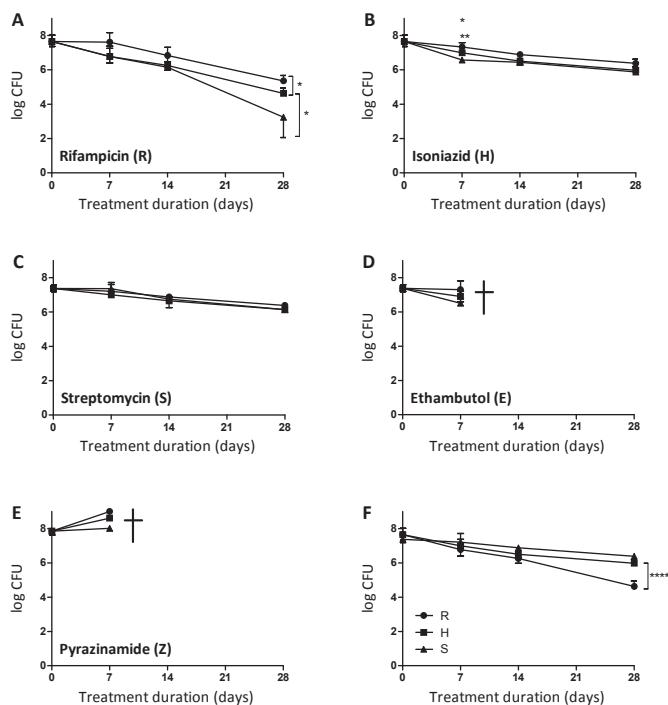 A
*
*
log CFU
8
6
4
2
0
Rifampicin (R)
0 7 14 21 28
Treatment duration (days)
B
*
**
log CFU
8
6
4
2
0
Isoniazid (H)
0 7 14 21 28
Treatment duration (days)
C
log CFU
8
6
4
2
0
Streptomycin (S)
0 7 14 21 28
Treatment duration (days)
D
log CFU
8
6
4
2
0
Ethambutol (E)
0 7 14 21 28
Treatment duration (days)
E
log CFU
8
6
4
2
0
Pyrazinamide (Z)
0 7 14 21 28
Treatment duration (days)
F
****
log CFU
8
6
4
2
0
R
H
S
0 7 14 21 28
Treatment duration (days)